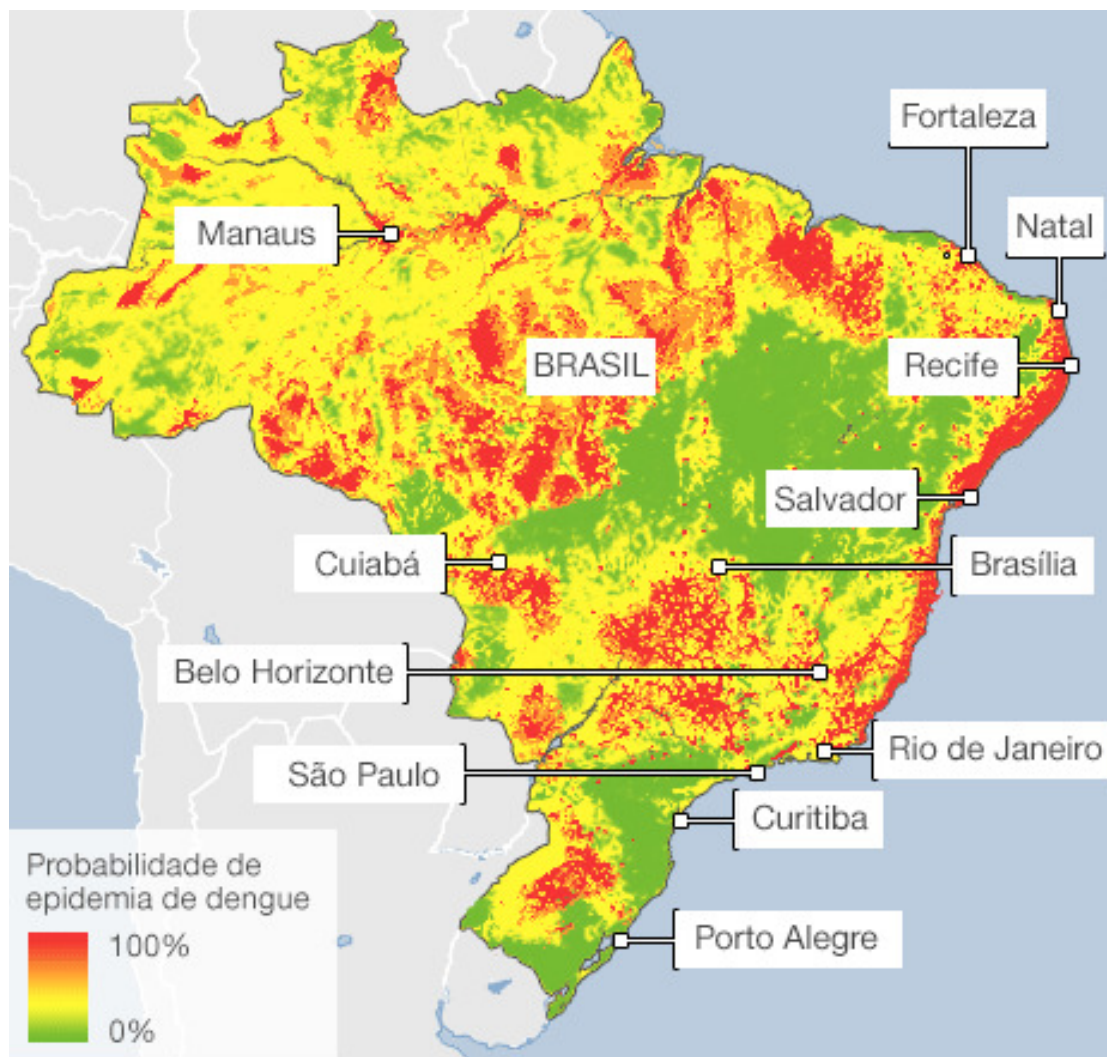 Fortaleza
Natal
Manaus
BRASIL
Recife
Salvador
Cuiabá
Brasília
Belo Horizonte
Rio de Janeiro
São Paulo
Curitiba
Probabilidade de
epidemia de dengue
100%
0%
Porto Alegre